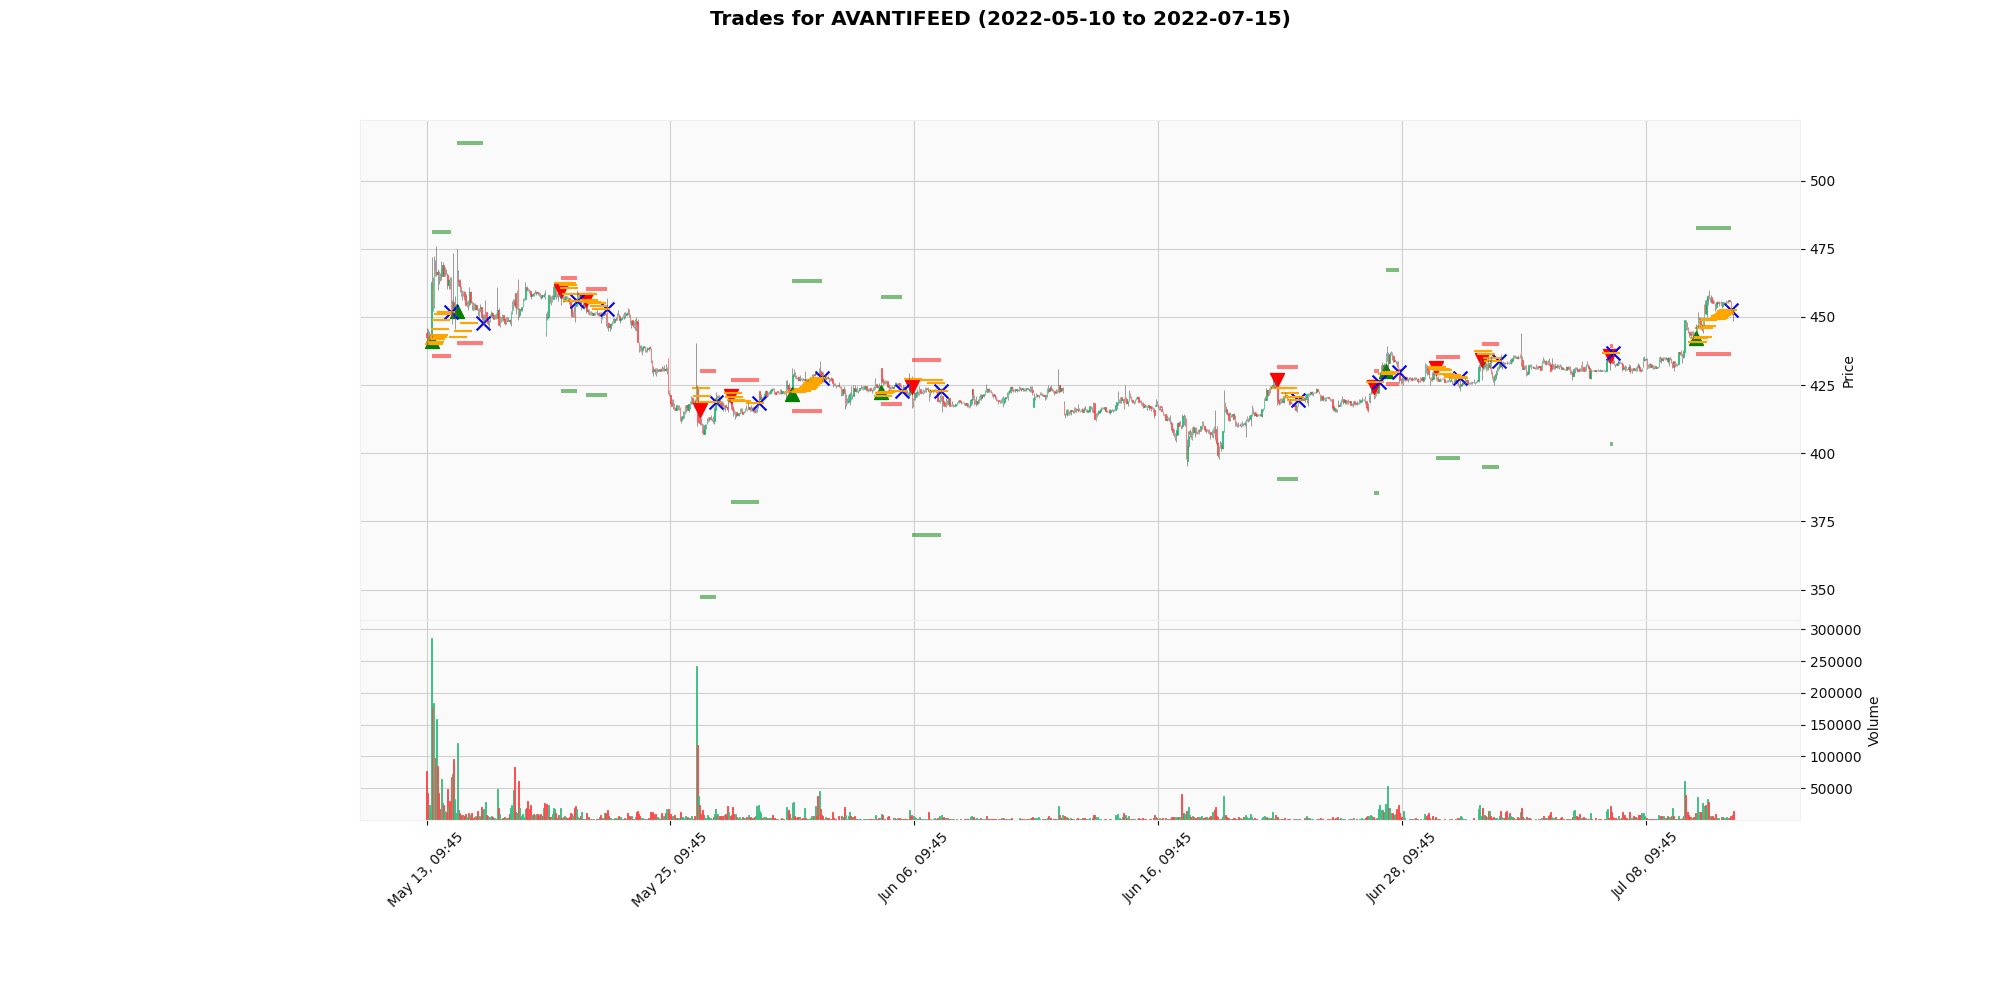 Trades for AVANTIFEED (2022-05-10 to 2022-07-15)
500
475
450
425
400
375
350
Price
300000
250000
200000
150000
100000
50000
Volume
May 13, 09:45
May 25, 09:45
Jun 06, 09:45
Jun 16, 09:45
Jun 28, 09:45
Jul 08, 09:45